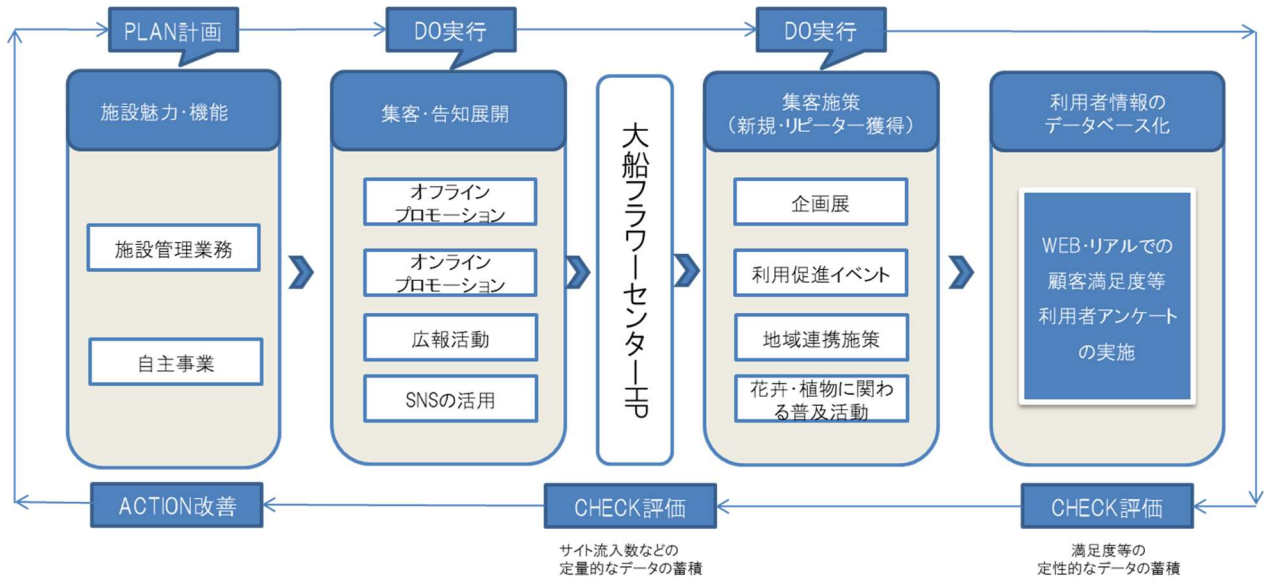 PLAN計画
DO実行
DO実行
施設魅力・機能
施設管理業務
自主事業
集客・告知展開
オフライン
プロモーション
オンライン
プロモーション
広報活動
SNSの活用
大船フラワーセンターHP
集客施策
（新規・リピーター獲得）
企画展
利用促進イベント
地域連携施策
花卉・植物に関わ
る普及活動
利用者情報の
データベース化
WEB・リアルでの
顧客満足度等
利用者アンケート
の実施
ACTION改善
CHECK評価
サイト流入数などの
定量的なデータの蓄積
CHECK評価
満足度等の
定性的なデータの蓄積